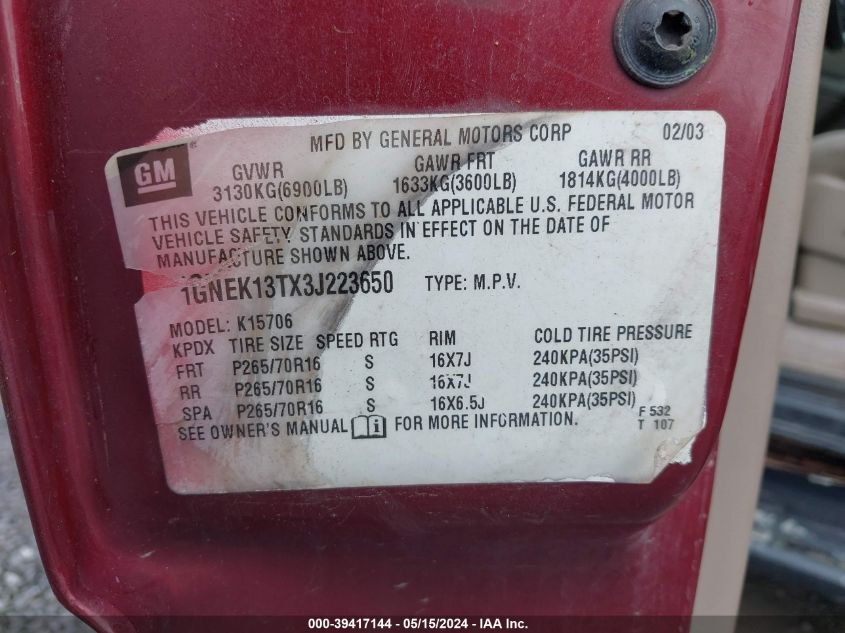 MFD BY GENERAL MOTORS CORP 02/03
GM
GVWR GAWR FRT GAWR RR
3130KG(6900LB) 1633KG(3600LB) 1814KG(4000LB)
THIS VEHICLE CONFORMS TO ALL APPLICABLE U.S. FEDERAL MOTOR
VEHICLE SAFETY STANDARDS IN EFFECT ON THE DATE OF
MANUFACTURE SHOWN ABOVE.
1GNEK13TX3J223650 TYPE: M.P.V.
MODEL: K15706
KPDX TIRE SIZE SPEED RTG RIM COLD TIRE PRESSURE
FRT P265/70R16 S 16X7J 240KPA(35PSI)
RR P265/70R16 S 16X7J 240KPA(35PSI)
SPA P265/70R16 S 16X6.5J 240KPA(35PSI)
SEE OWNER'S MANUAL FOR MORE INFORMATION.
F 532
T 107
000-39417144 — 05/15/2024 — IAA Inc.